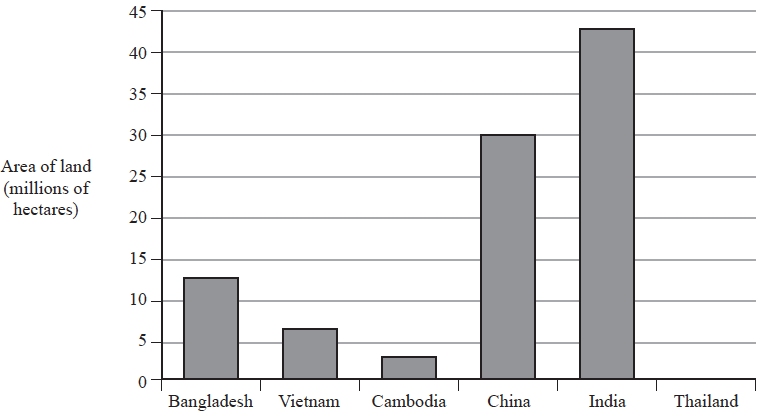 45
40
35
30
25
20
15
10
5
0
Area of land
(millions of
hectares)
Bangladesh Vietnam Cambodia China India Thailand